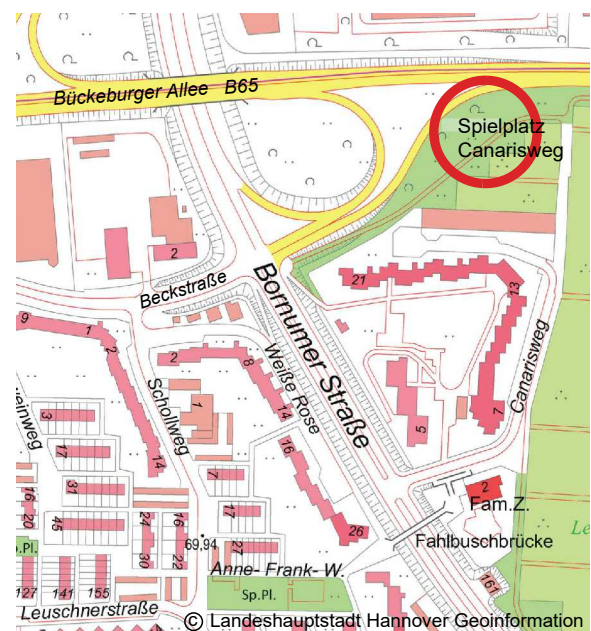 Bückeburger Allee B65
Spielplatz
Canarisweg
2
Beckstraße
21
13
Bornumer Straße
9
1
2
2
8
Weiße Rose
14
Canarisweg
7
5
Schollweg
1
3
17
14
16
31
7
2
Fam.Z.
16
20
45
24
16
17
26
Fahlbuschbrücke
30
22
69,94
27
Anne- Frank- W.
161
127
141
155
Sp.Pl.
Leuschnerstraße
© Landeshauptstadt Hannover Geoinformation